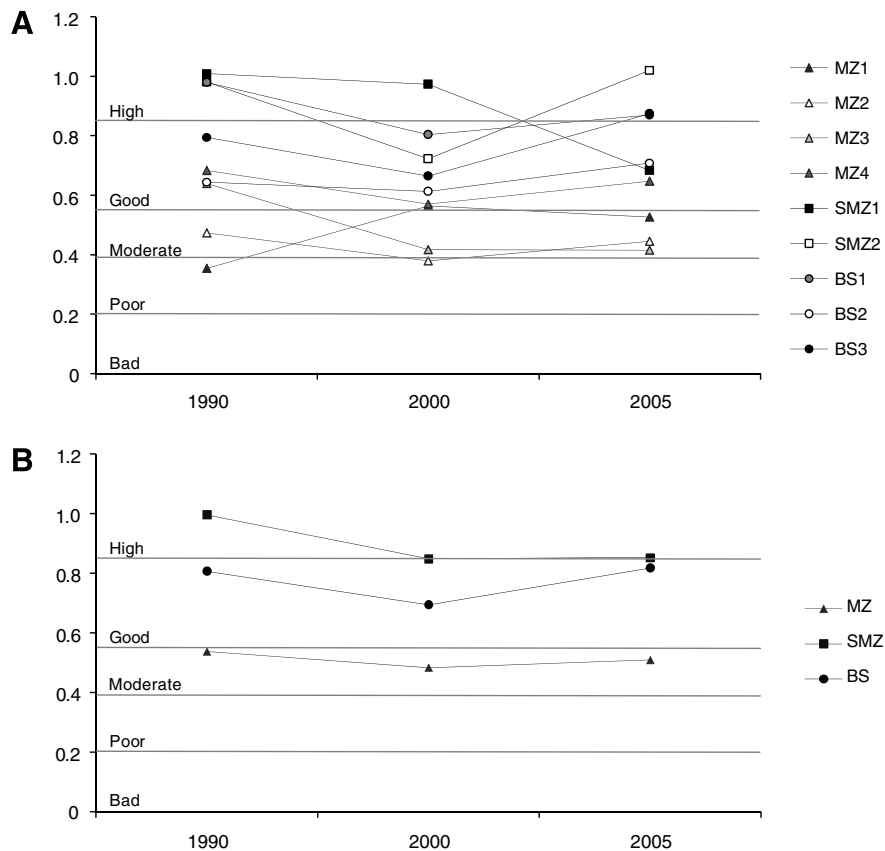 A
1.2
1.0
High
0.8
0.6
Good
0.4
Moderate
0.2
Poor
Bad
0
1990 2000 2005
MZ1
MZ2
MZ3
MZ4
SMZ1
SMZ2
BS1
BS2
BS3
B
1.2
1.0
High
0.8
0.6
Good
0.4
Moderate
0.2
Poor
Bad
0
1990 2000 2005
MZ
SMZ
BS